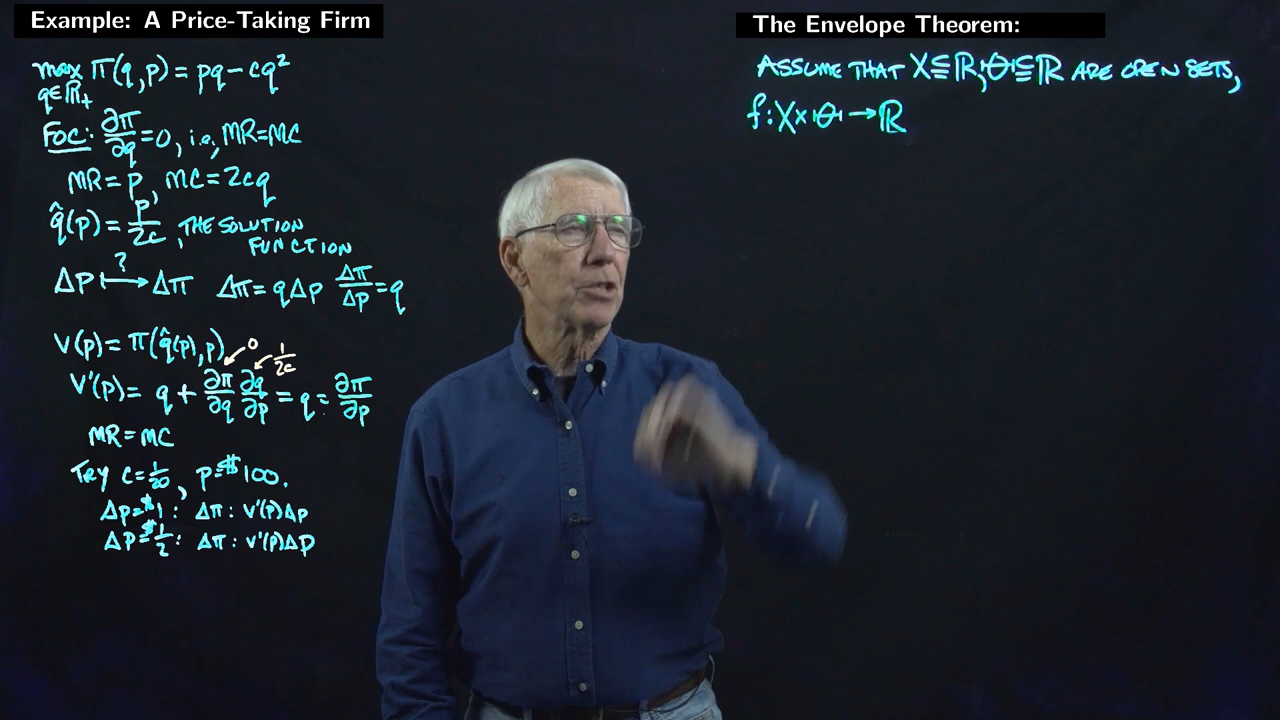 Example: A Price-Taking Firm
max π(q,p) = pq − cq²
q∈ℝ₊
FOC: ∂π/∂q = 0, i.e., MR=MC
MR = p, MC = 2cq
q̂(p) = p/2c, THE SOLUTION
FUNCTION
Δp ⟼? Δπ Δπ = qΔp Δπ/Δp = q
V(p) = π(q̂(p), p) 0 1/2c
V'(p) = q + ∂π/∂q ∂q/∂p = q = ∂π/∂p
MR = MC
TRY c = 1/20, p = $100.
Δp = $1 : Δπ : V'(p)Δp
Δp = $1/2 : Δπ : V'(p)Δp
The Envelope Theorem:
ASSUME THAT X ⊆ ℝ, Θ ⊆ ℝ ARE OPEN SETS,
f : X × Θ → ℝ